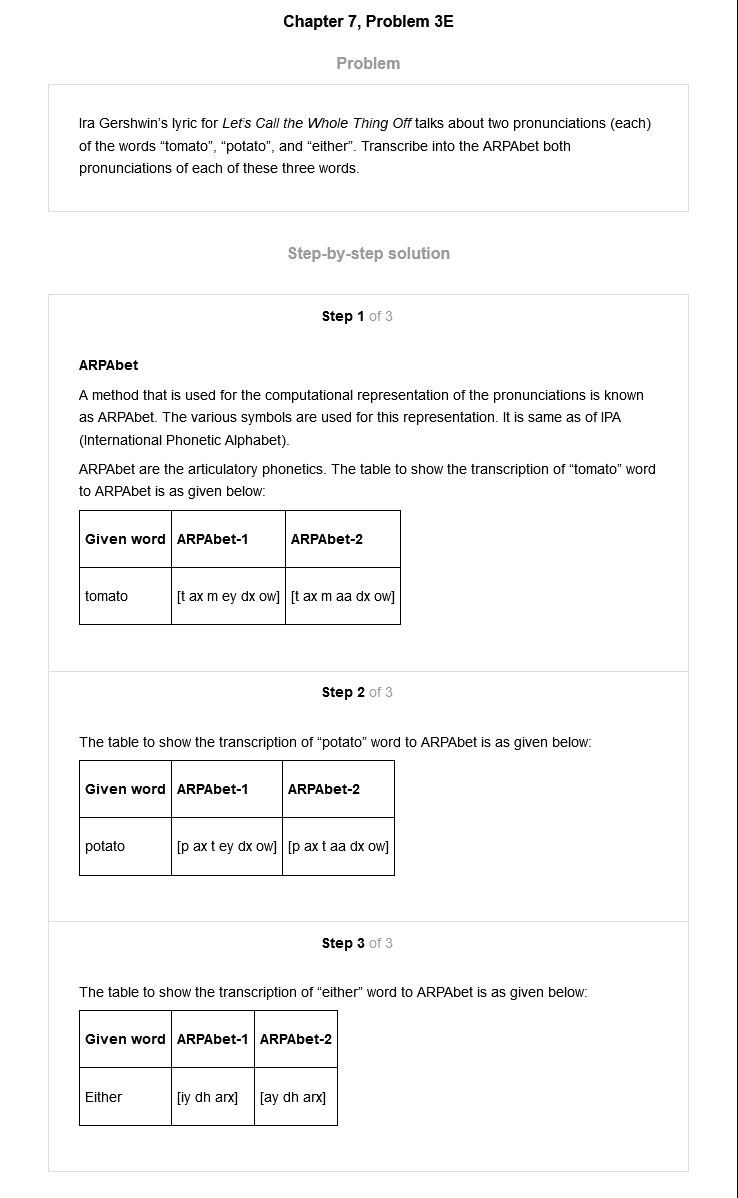 Chapter 7, Problem 3E
Problem
Ira Gershwin's lyric for Let's Call the Whole Thing Off talks about two pronunciations (each)
of the words “tomato”, “potato”, and “either”. Transcribe into the ARPAbet both
pronunciations of each of these three words.
Step-by-step solution
Step 1 of 3
ARPAbet
A method that is used for the computational representation of the pronunciations is known
as ARPAbet. The various symbols are used for this representation. It is same as of IPA
(International Phonetic Alphabet).
ARPAbet are the articulatory phonetics. The table to show the transcription of “tomato” word
to ARPAbet is as given below:
Given word ARPAbet-1 ARPAbet-2
tomato [t ax m ey dx ow] [t ax m aa dx ow]
Step 2 of 3
The table to show the transcription of “potato” word to ARPAbet is as given below:
Given word ARPAbet-1 ARPAbet-2
potato [p ax t ey dx ow] [p ax t aa dx ow]
Step 3 of 3
The table to show the transcription of “either” word to ARPAbet is as given below:
Given word ARPAbet-1 ARPAbet-2
Either [iy dh arx] [ay dh arx]